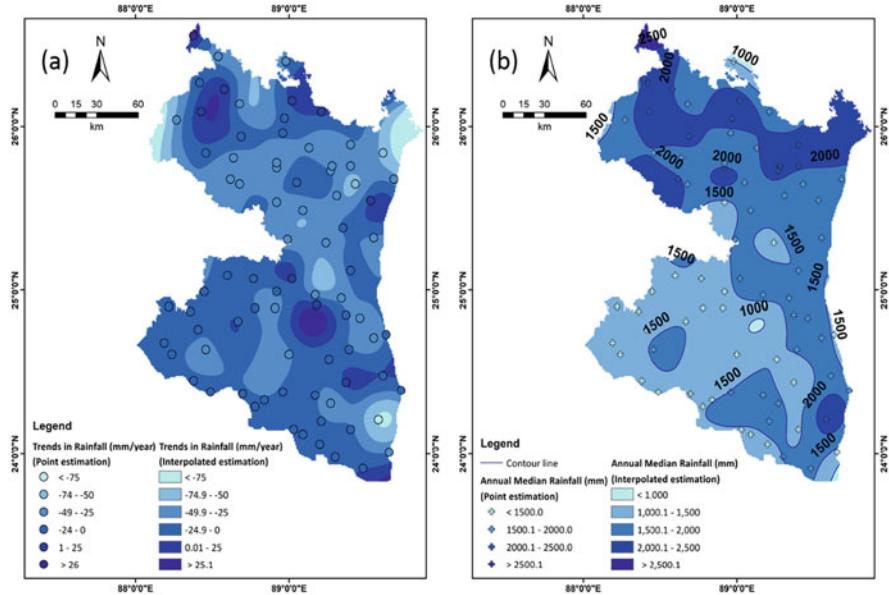 88°0'0"E 89°0'0"E
88°0'0"E 89°0'0"E
(a)
N
0 15 30 60
km
26°0'0"N
25°0'0"N
24°0'0"N
Legend
Trends in Rainfall (mm/year)
(Point estimation)
< -75
-74 - -50
-49 - -25
-24 - 0
1 - 25
> 26
Trends in Rainfall (mm/year)
(Interpolated estimation)
< -75
-74.9 - -50
-49.9 - -25
-24.9 - 0
0.01 - 25
> 25.1
88°0'0"E 89°0'0"E
(b)
N
0 15 30 60
km
2500
1000
2000
1500
2000
2000
2000
1500
1500
1500
1500
1000
1500
1500
1500
2000
1500
26°0'0"N
25°0'0"N
24°0'0"N
Legend
Contour line
Annual Median Rainfall (mm)
(Point estimation)
< 1500.0
1500.1 - 2000.0
2000.1 - 2500.0
> 2500.1
Annual Median Rainfall (mm)
(Interpolated estimation)
< 1.000
1,000.1 - 1,500
1,500.1 - 2,000
2,000.1 - 2,500
> 2,500.1
88°0'0"E 89°0'0"E